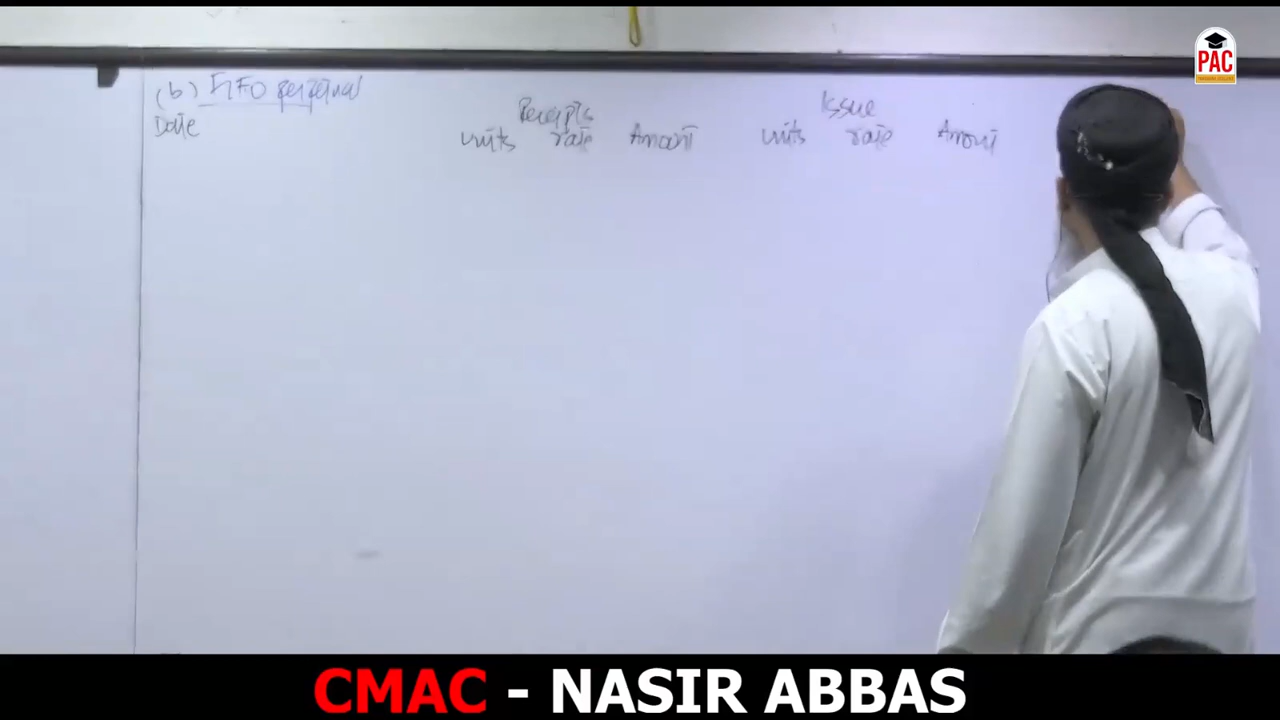 PAC
(b) FIFO perpetual
Receipts Issue
Date units rate Amount units rate Amount
CMAC - NASIR ABBAS